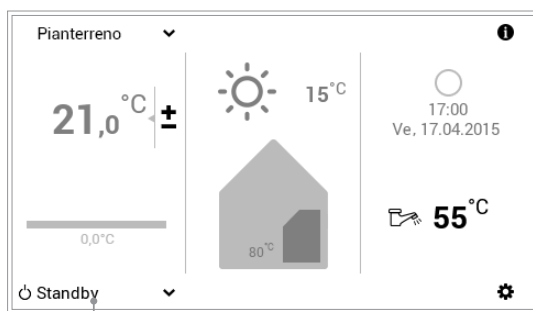 Pianterreno
21,0 °C ±
0,0°C
15°C
80°C
17:00
Ve, 17.04.2015
55°C
Standby